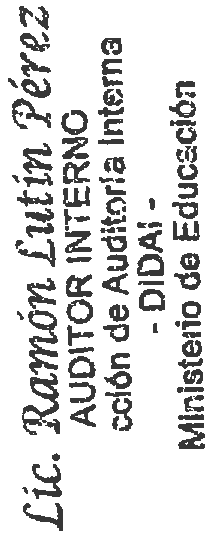 Lic. Ramón Lutín Pérez
AUDITOR INTERNO
cción de Auditoría Interna
- DIDAI -
Ministerio de Educación